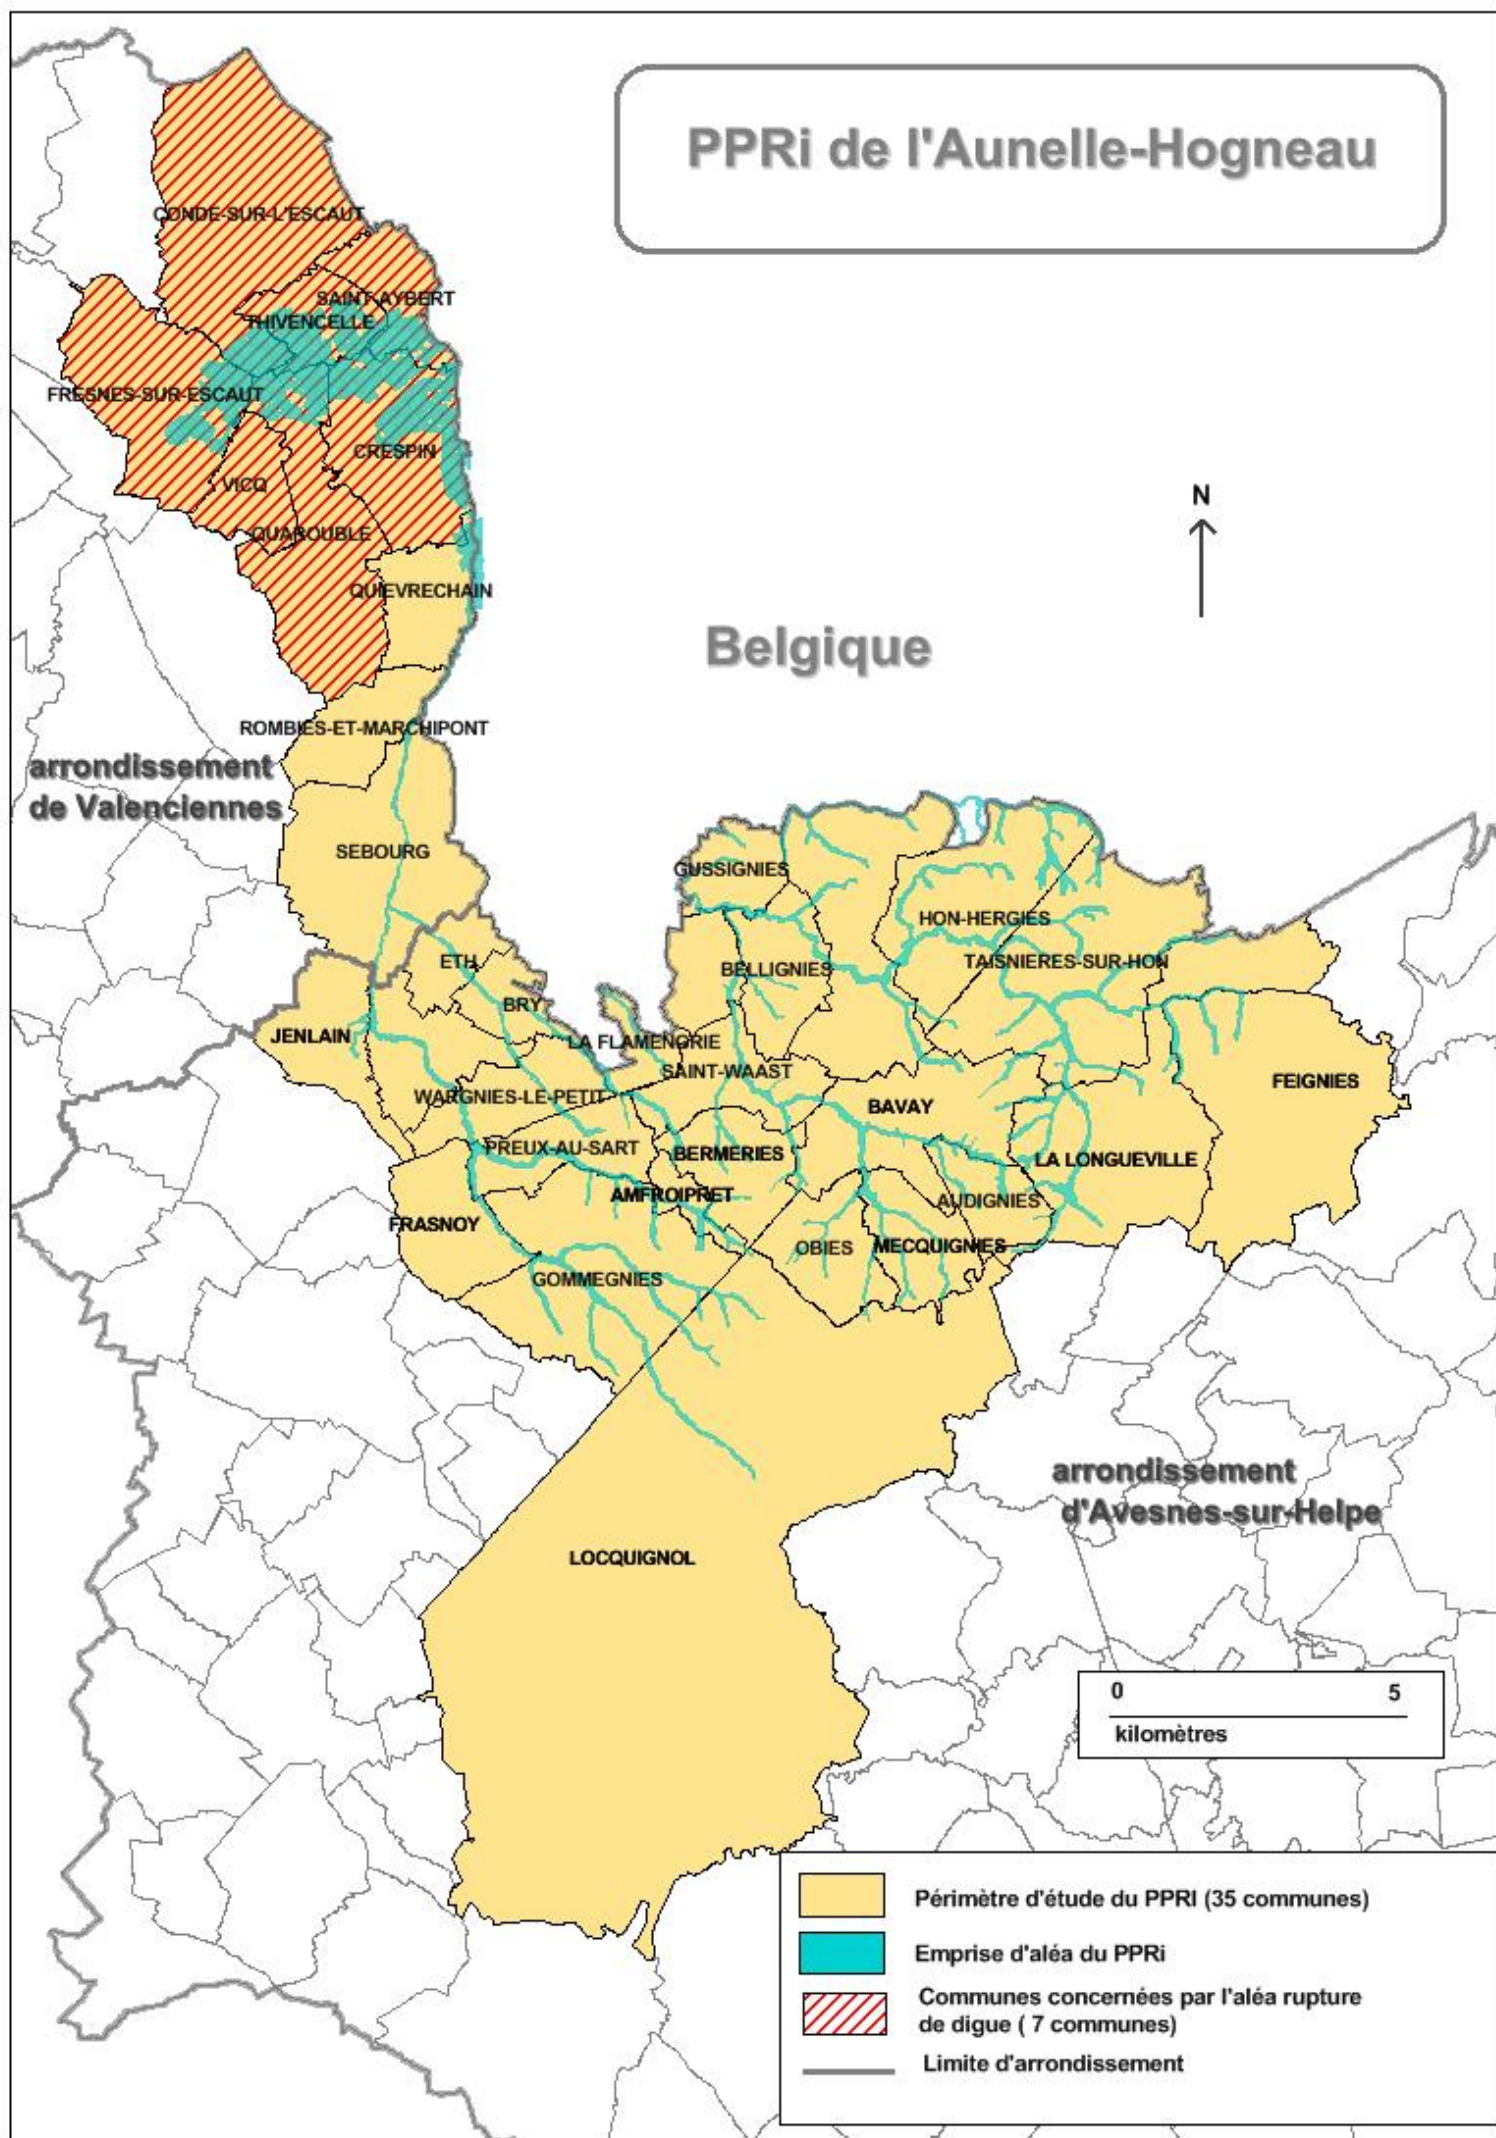 PPRi de l'Aunelle-Hogneau
CONDE-SUR-L'ESCAUT
SAINT-AYBERT
THIVENCELLE
FRESNES-SUR-ESCAUT
CRESPIN
VICQ
QUAROUBLE
N
QUIEVRECHAIN
Belgique
ROMBIES-ET-MARCHIPONT
arrondissement
de Valenciennes
SEBOURG
GUSSIGNIES
HON-HERGIES
ETH
BELLIGNIES
TAISNIERES-SUR-HON
BRY
JENLAIN
LA FLAMENGRIE
SAINT-WAAST
FEIGNIES
WARGNIES-LE-PETIT
BAVAY
PREUX-AU-SART
BERMERIES
LA LONGUEVILLE
AMFROIPRET
AUDIGNIES
FRASNOY
OBIES
MECQUIGNIES
GOMMEGNIES
arrondissement
d'Avesnes-sur-Helpe
LOCQUIGNOL
0 5
kilomètres
Périmètre d'étude du PPRI (35 communes)
Emprise d'aléa du PPRi
Communes concernées par l'aléa rupture
de digue ( 7 communes)
Limite d'arrondissement